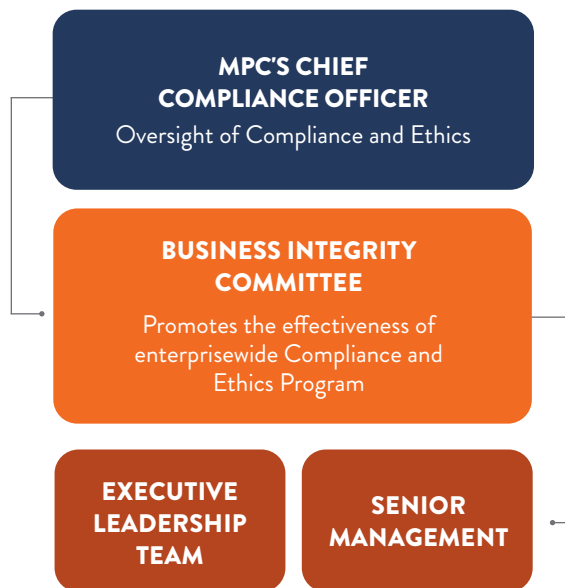 MPC'S CHIEF
COMPLIANCE OFFICER
Oversight of Compliance and Ethics
BUSINESS INTEGRITY
COMMITTEE
Promotes the effectiveness of
enterprisewide Compliance and
Ethics Program
EXECUTIVE
LEADERSHIP
TEAM
SENIOR
MANAGEMENT